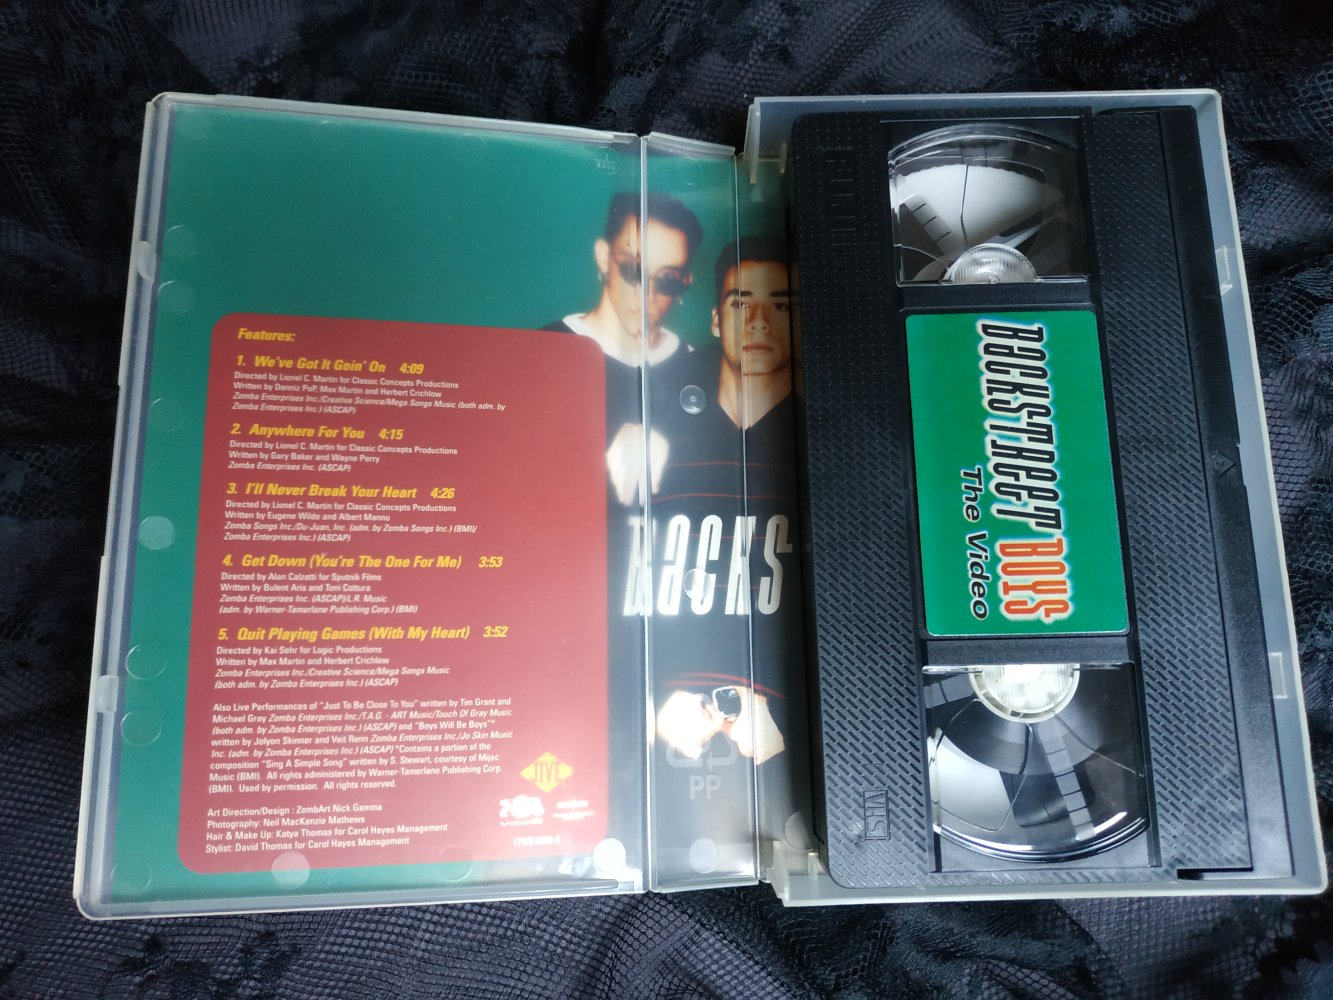 Features:
1. We've Got It Goin' On 4:09
Directed by Lionel C. Martin for Classic Concepts Productions
Written by Denniz PoP, Max Martin and Herbert Crichlow
Zomba Enterprises Inc./Creative Science/Mega Songs Music (both adm. by
Zomba Enterprises Inc.) (ASCAP)
2. Anywhere For You 4:15
Directed by Lionel C. Martin for Classic Concepts Productions
Written by Gary Baker and Wayne Perry
Zomba Enterprises Inc. (ASCAP)
3. I'll Never Break Your Heart 4:26
Directed by Lionel C. Martin for Classic Concepts Productions
Written by Eugene Wilde and Albert Manno
Zomba Songs Inc./Du-Juan, Inc. (adm. by Zomba Songs Inc.) (BMI)/
Zomba Enterprises Inc.) (ASCAP)
4. Get Down (You're The One For Me) 3:53
Directed by Alan Calzatti for Sputnik Films
Written by Bulent Aris and Toni Cottura
Zomba Enterprises Inc. (ASCAP)/L.R. Music
(adm. by Warner-Tamerlane Publishing Corp.) (BMI)
5. Quit Playing Games (With My Heart) 3:52
Directed by Kai Sehr for Logic Productions
Written by Max Martin and Herbert Crichlow
Zomba Enterprises Inc./Creative Science/Mega Songs Music
(both adm. by Zomba Enterprises Inc.) (ASCAP)
Also Live Performances of "Just To Be Close To You" written by Tim Grant and
Michael Gray Zomba Enterprises Inc./T.A.G. - ART Music/Touch Of Gray Music
(both adm. by Zomba Enterprises Inc.) (ASCAP) and "Boys Will Be Boys"*
written by Jolyon Skinner and Veit Renn Zomba Enterprises Inc./Jo Skin Music
Inc. (adm. by Zomba Enterprises Inc.) (ASCAP) *Contains a portion of the
composition "Sing A Simple Song" written by S. Stewart, courtesy of Mijac
Music (BMI). All rights administered by Warner-Tamerlane Publishing Corp.
(BMI). Used by permission. All rights reserved.
Art Direction/Design : ZombArt Nick Gamma
Photography: Neil MacKenzie Mathews
Hair & Make Up: Katya Thomas for Carol Hayes Management
Stylist: David Thomas for Carol Hayes Management
JIVE
BACKS
PP
FUJI
BACKSTREET BOYS
The Video
VHS